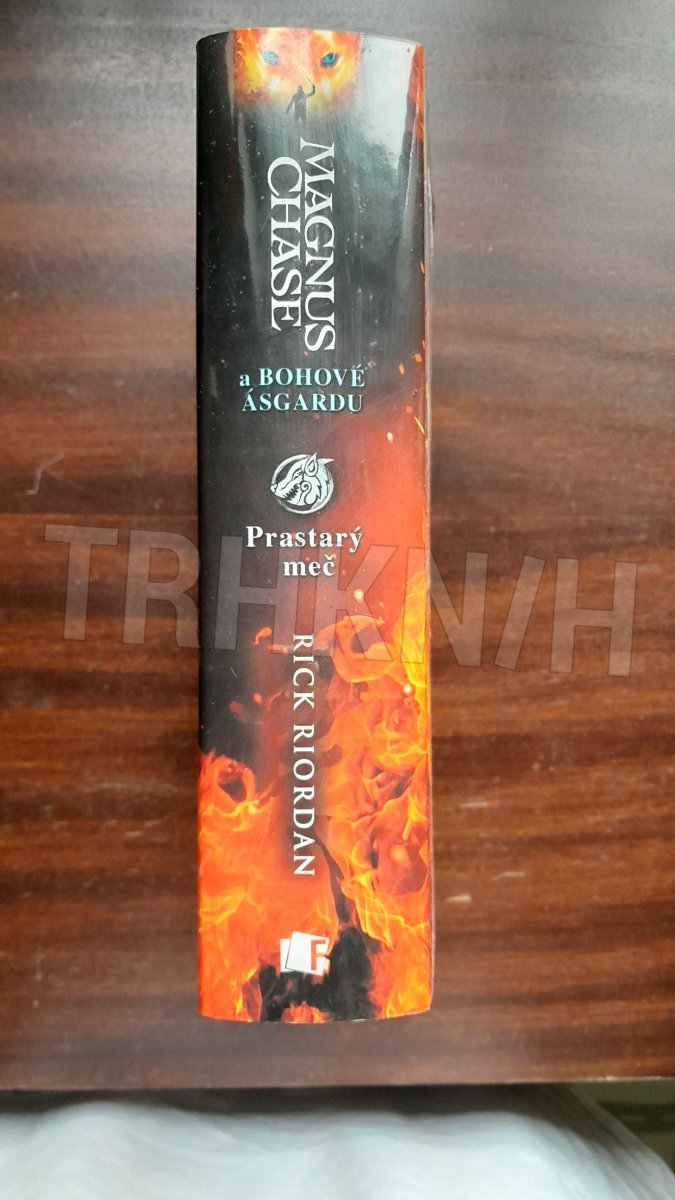 MAGNUS
CHASE
a BOHOVÉ
ÁSGARDU
Prastarý
meč
RICK RIORDAN
F
TRHKNIH